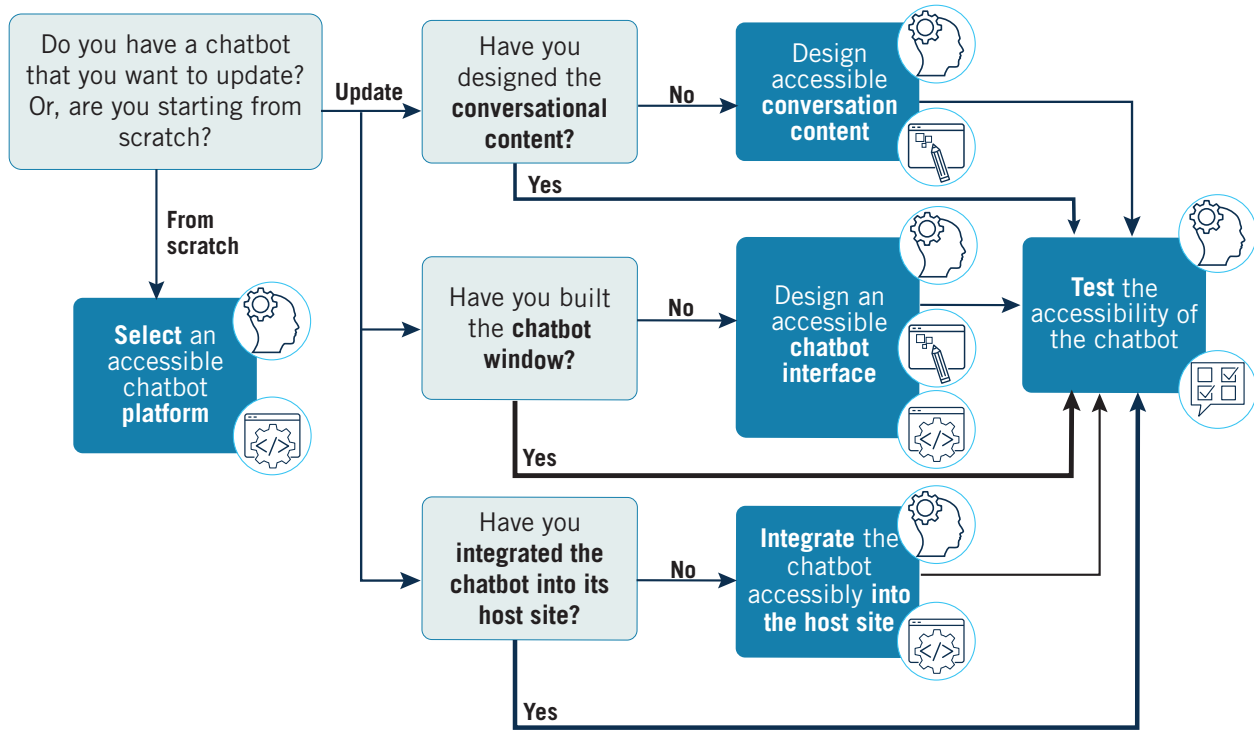 Do you have a chatbot
that you want to update?
Or, are you starting from
scratch?
Update
From
scratch
Select an
accessible
chatbot
platform
Have you
designed the
conversational
content?
No
Yes
Design
accessible
conversation
content
Have you built
the chatbot
window?
No
Yes
Design an
accessible
chatbot
interface
Have you
integrated the
chatbot into its
host site?
No
Yes
Integrate the
chatbot
accessibly into
the host site
Test the
accessibility of
the chatbot